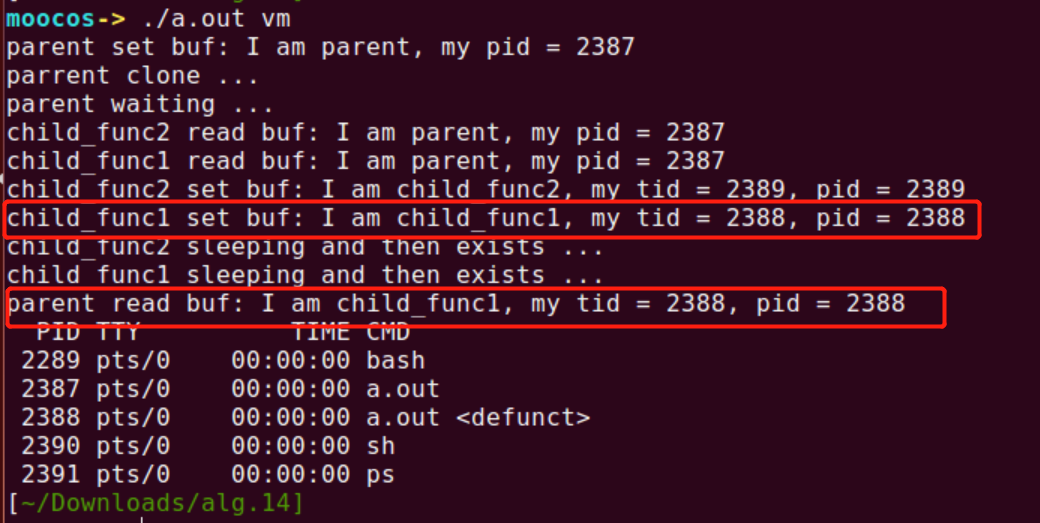 moocos-> ./a.out vm
parent set buf: I am parent, my pid = 2387
parrent clone ...
parent waiting ...
child_func2 read buf: I am parent, my pid = 2387
child_func1 read buf: I am parent, my pid = 2387
child_func2 set buf: I am child_func2, my tid = 2389, pid = 2389
child_func1 set buf: I am child_func1, my tid = 2388, pid = 2388
child_func2 sleeping and then exists ...
child_func1 sleeping and then exists ...
parent read buf: I am child_func1, my tid = 2388, pid = 2388
  PID TTY          TIME CMD
 2289 pts/0    00:00:00 bash
 2387 pts/0    00:00:00 a.out
 2388 pts/0    00:00:00 a.out <defunct>
 2390 pts/0    00:00:00 sh
 2391 pts/0    00:00:00 ps
[~/Downloads/alg.14]